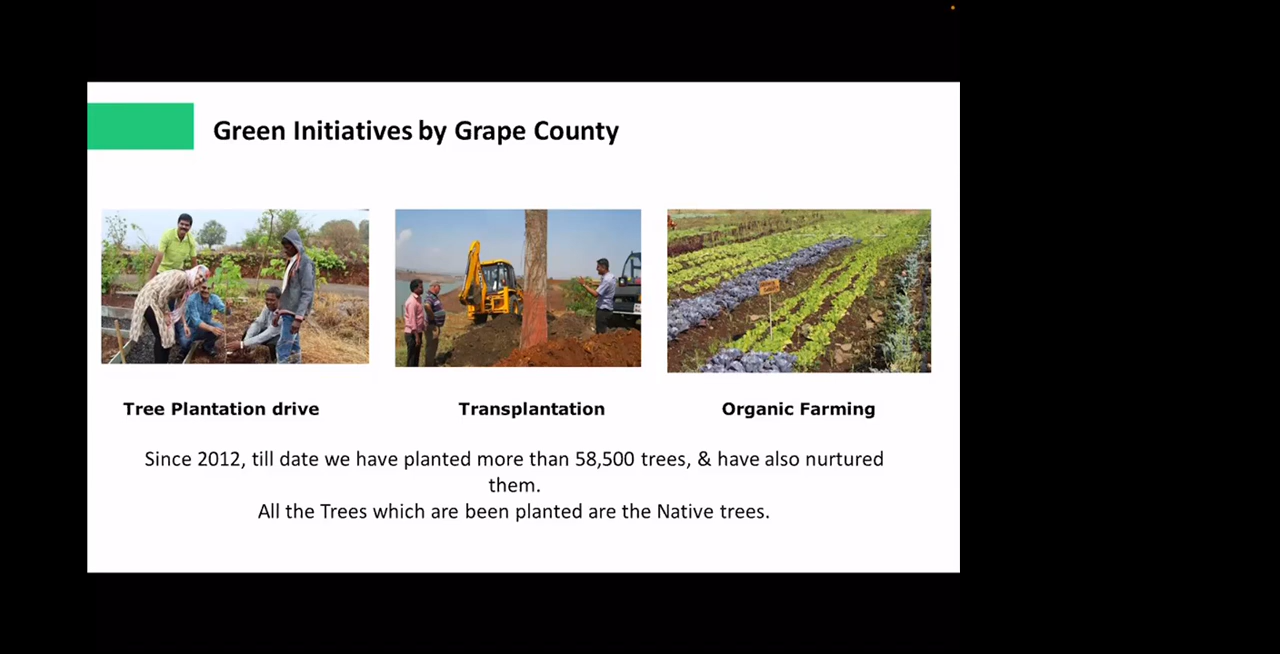 Green Initiatives by Grape County
Tree Plantation drive
Transplantation
Organic Farming
Since 2012, till date we have planted more than 58,500 trees, & have also nurtured
them.
All the Trees which are been planted are the Native trees.